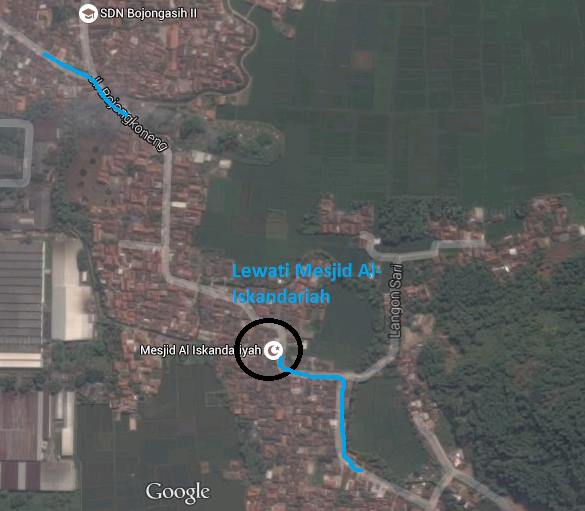 SDN Bojongasih II
Jl. Bojongkoneng
Lewati Mesjid Al-
Iskandariah
Langon Sari
Mesjid Al Iskandariyah
Google